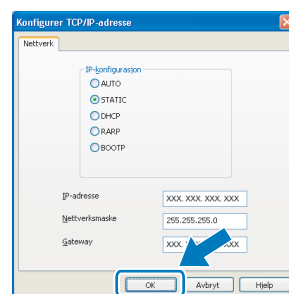 Konfigurer TCP/IP-adresse
Nettverk
IP-konfigurasjon
AUTO
STATIC
DHCP
RARP
BOOTP
IP-adresse XXX. XXX. XXX. XXX
Nettverksmaske 255.255.255.0
Gateway XXX.
OK Avbryt Hjelp